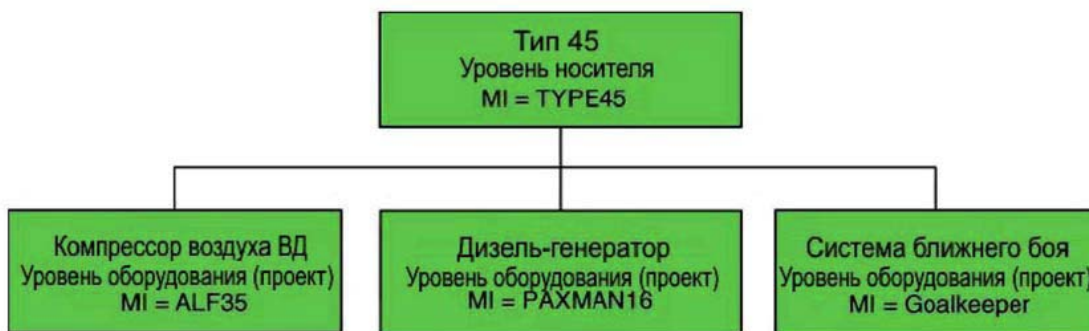 Тип 45
Уровень носителя
MI = TYPE45
Компрессор воздуха ВД
Уровень оборудования (проект)
MI = ALF35
Дизель-генератор
Уровень оборудования (проект)
MI = PAXMAN16
Система ближнего боя
Уровень оборудования (проект)
MI = Goalkeeper